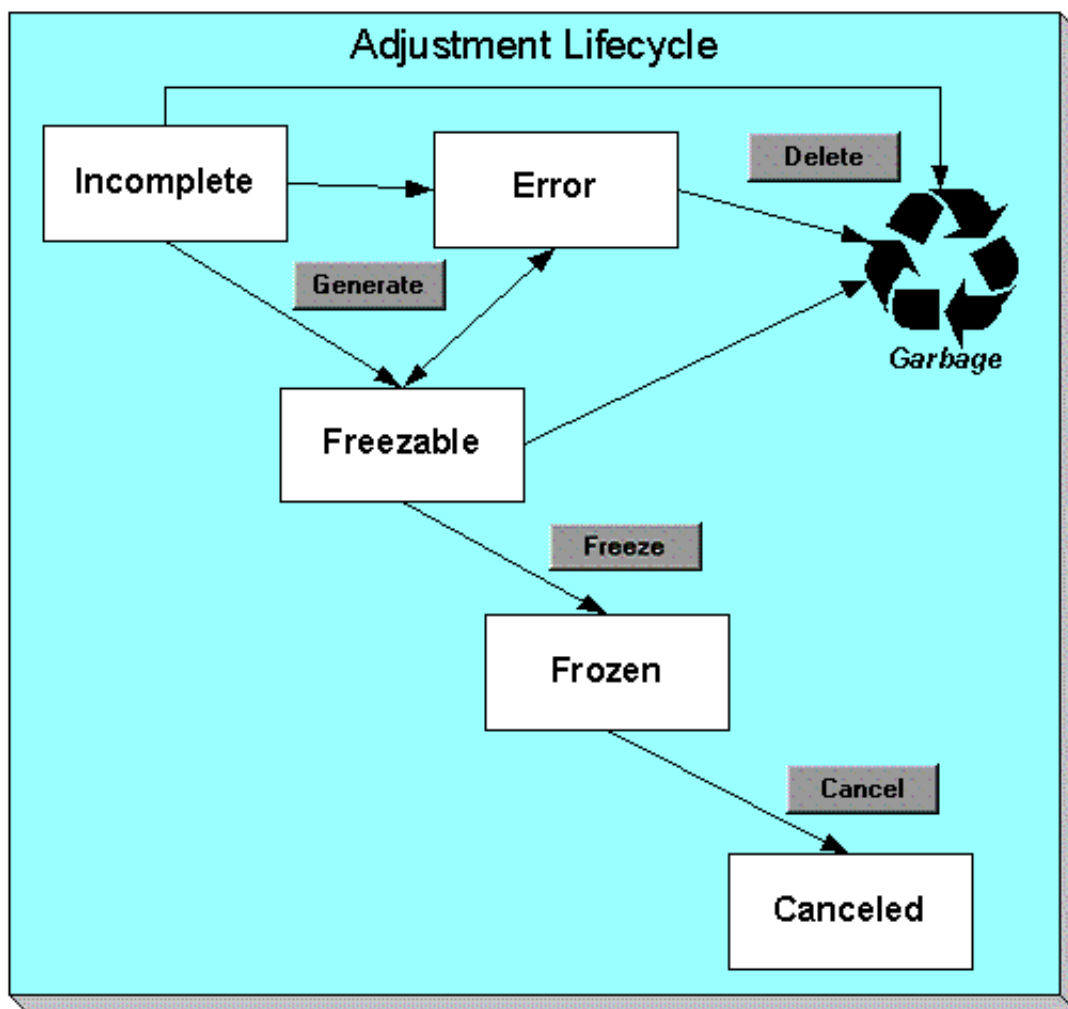 Adjustment Lifecycle
Incomplete
Error
Delete
Generate
Garbage
Freezable
Freeze
Frozen
Cancel
Canceled